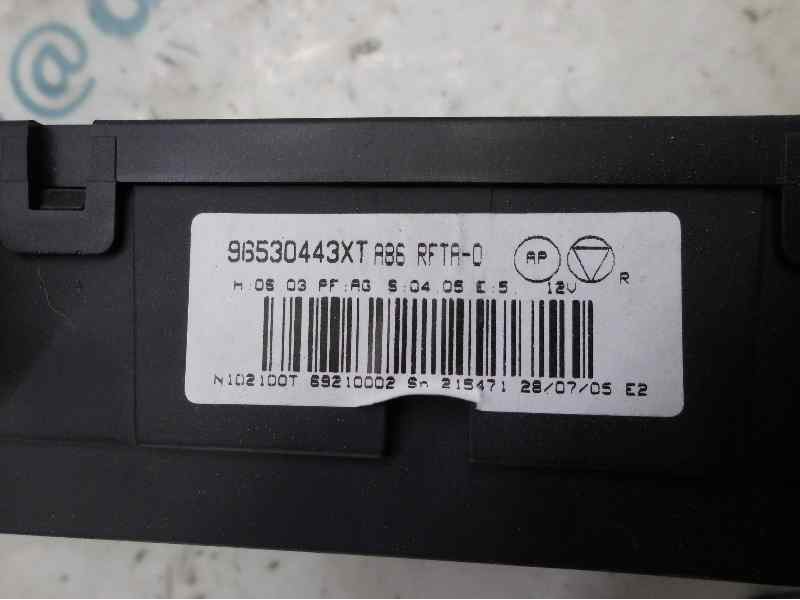 96530443XT A86 RFTA-0 AP
H:06 03 PF:AG S:04.05 E:5. 12V R
N102100T 69210002 Sn 215471 28/07/05 E2